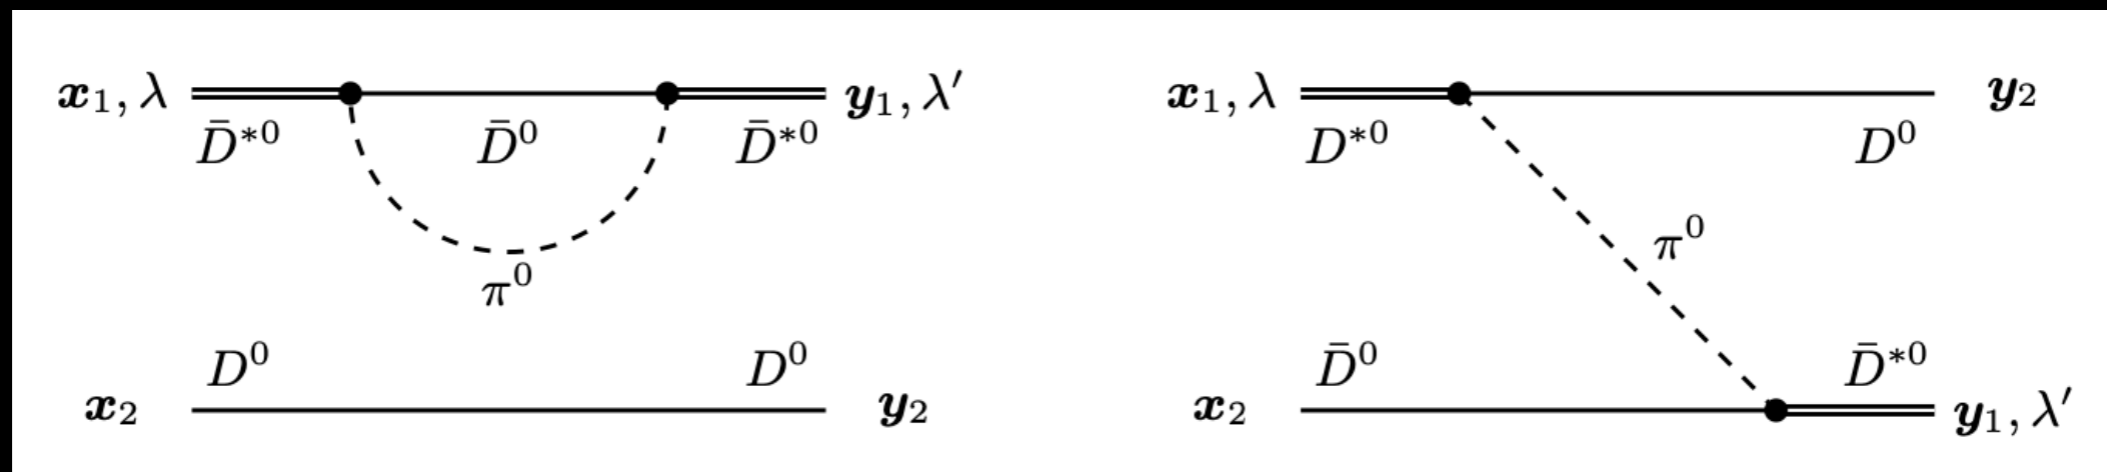 x₁, λ y₁, λ′ x₁, λ y₂
D̄*⁰ D̄⁰ D̄*⁰ D*⁰ D⁰
π⁰
π⁰
D⁰ D⁰ D̄⁰ D̄*⁰
x₂ y₂ x₂ y₁, λ′